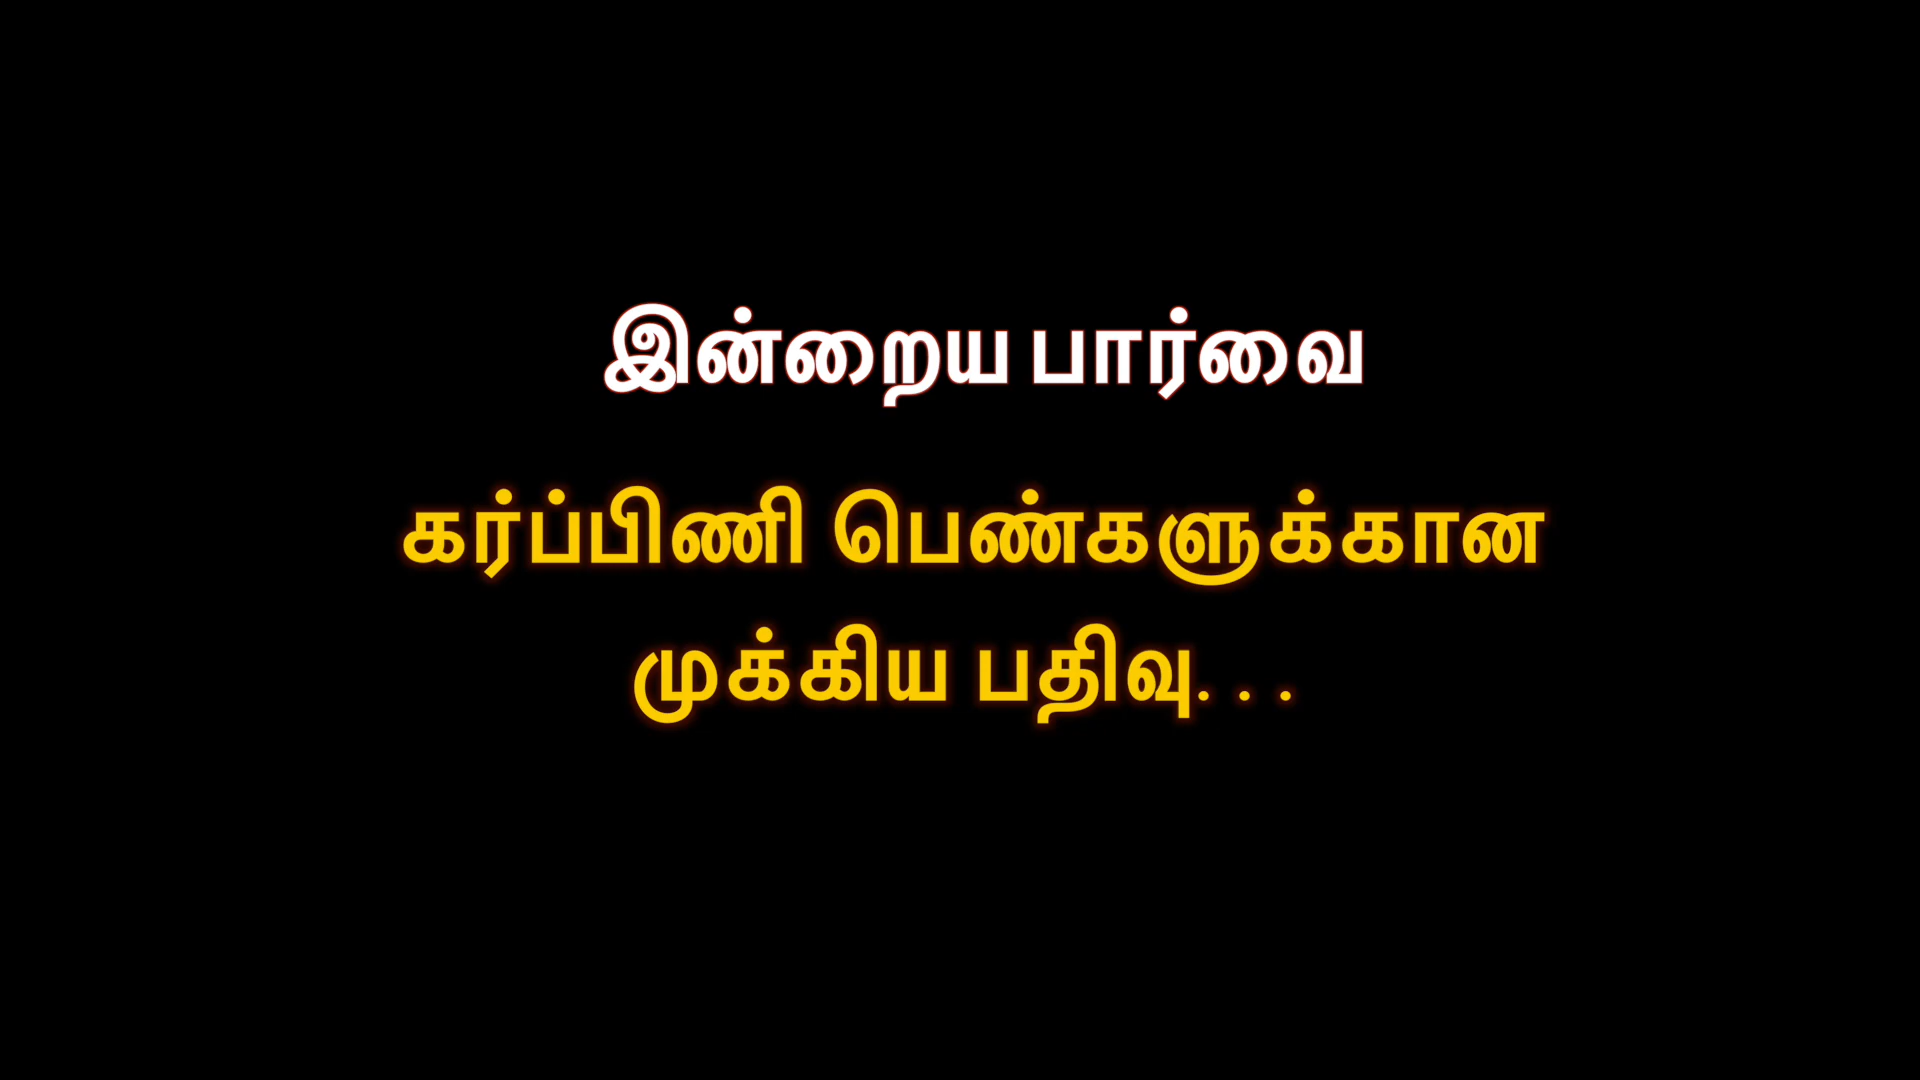 இன்றைய பார்வை
கர்ப்பிணி பெண்களுக்கான
முக்கிய பதிவு...